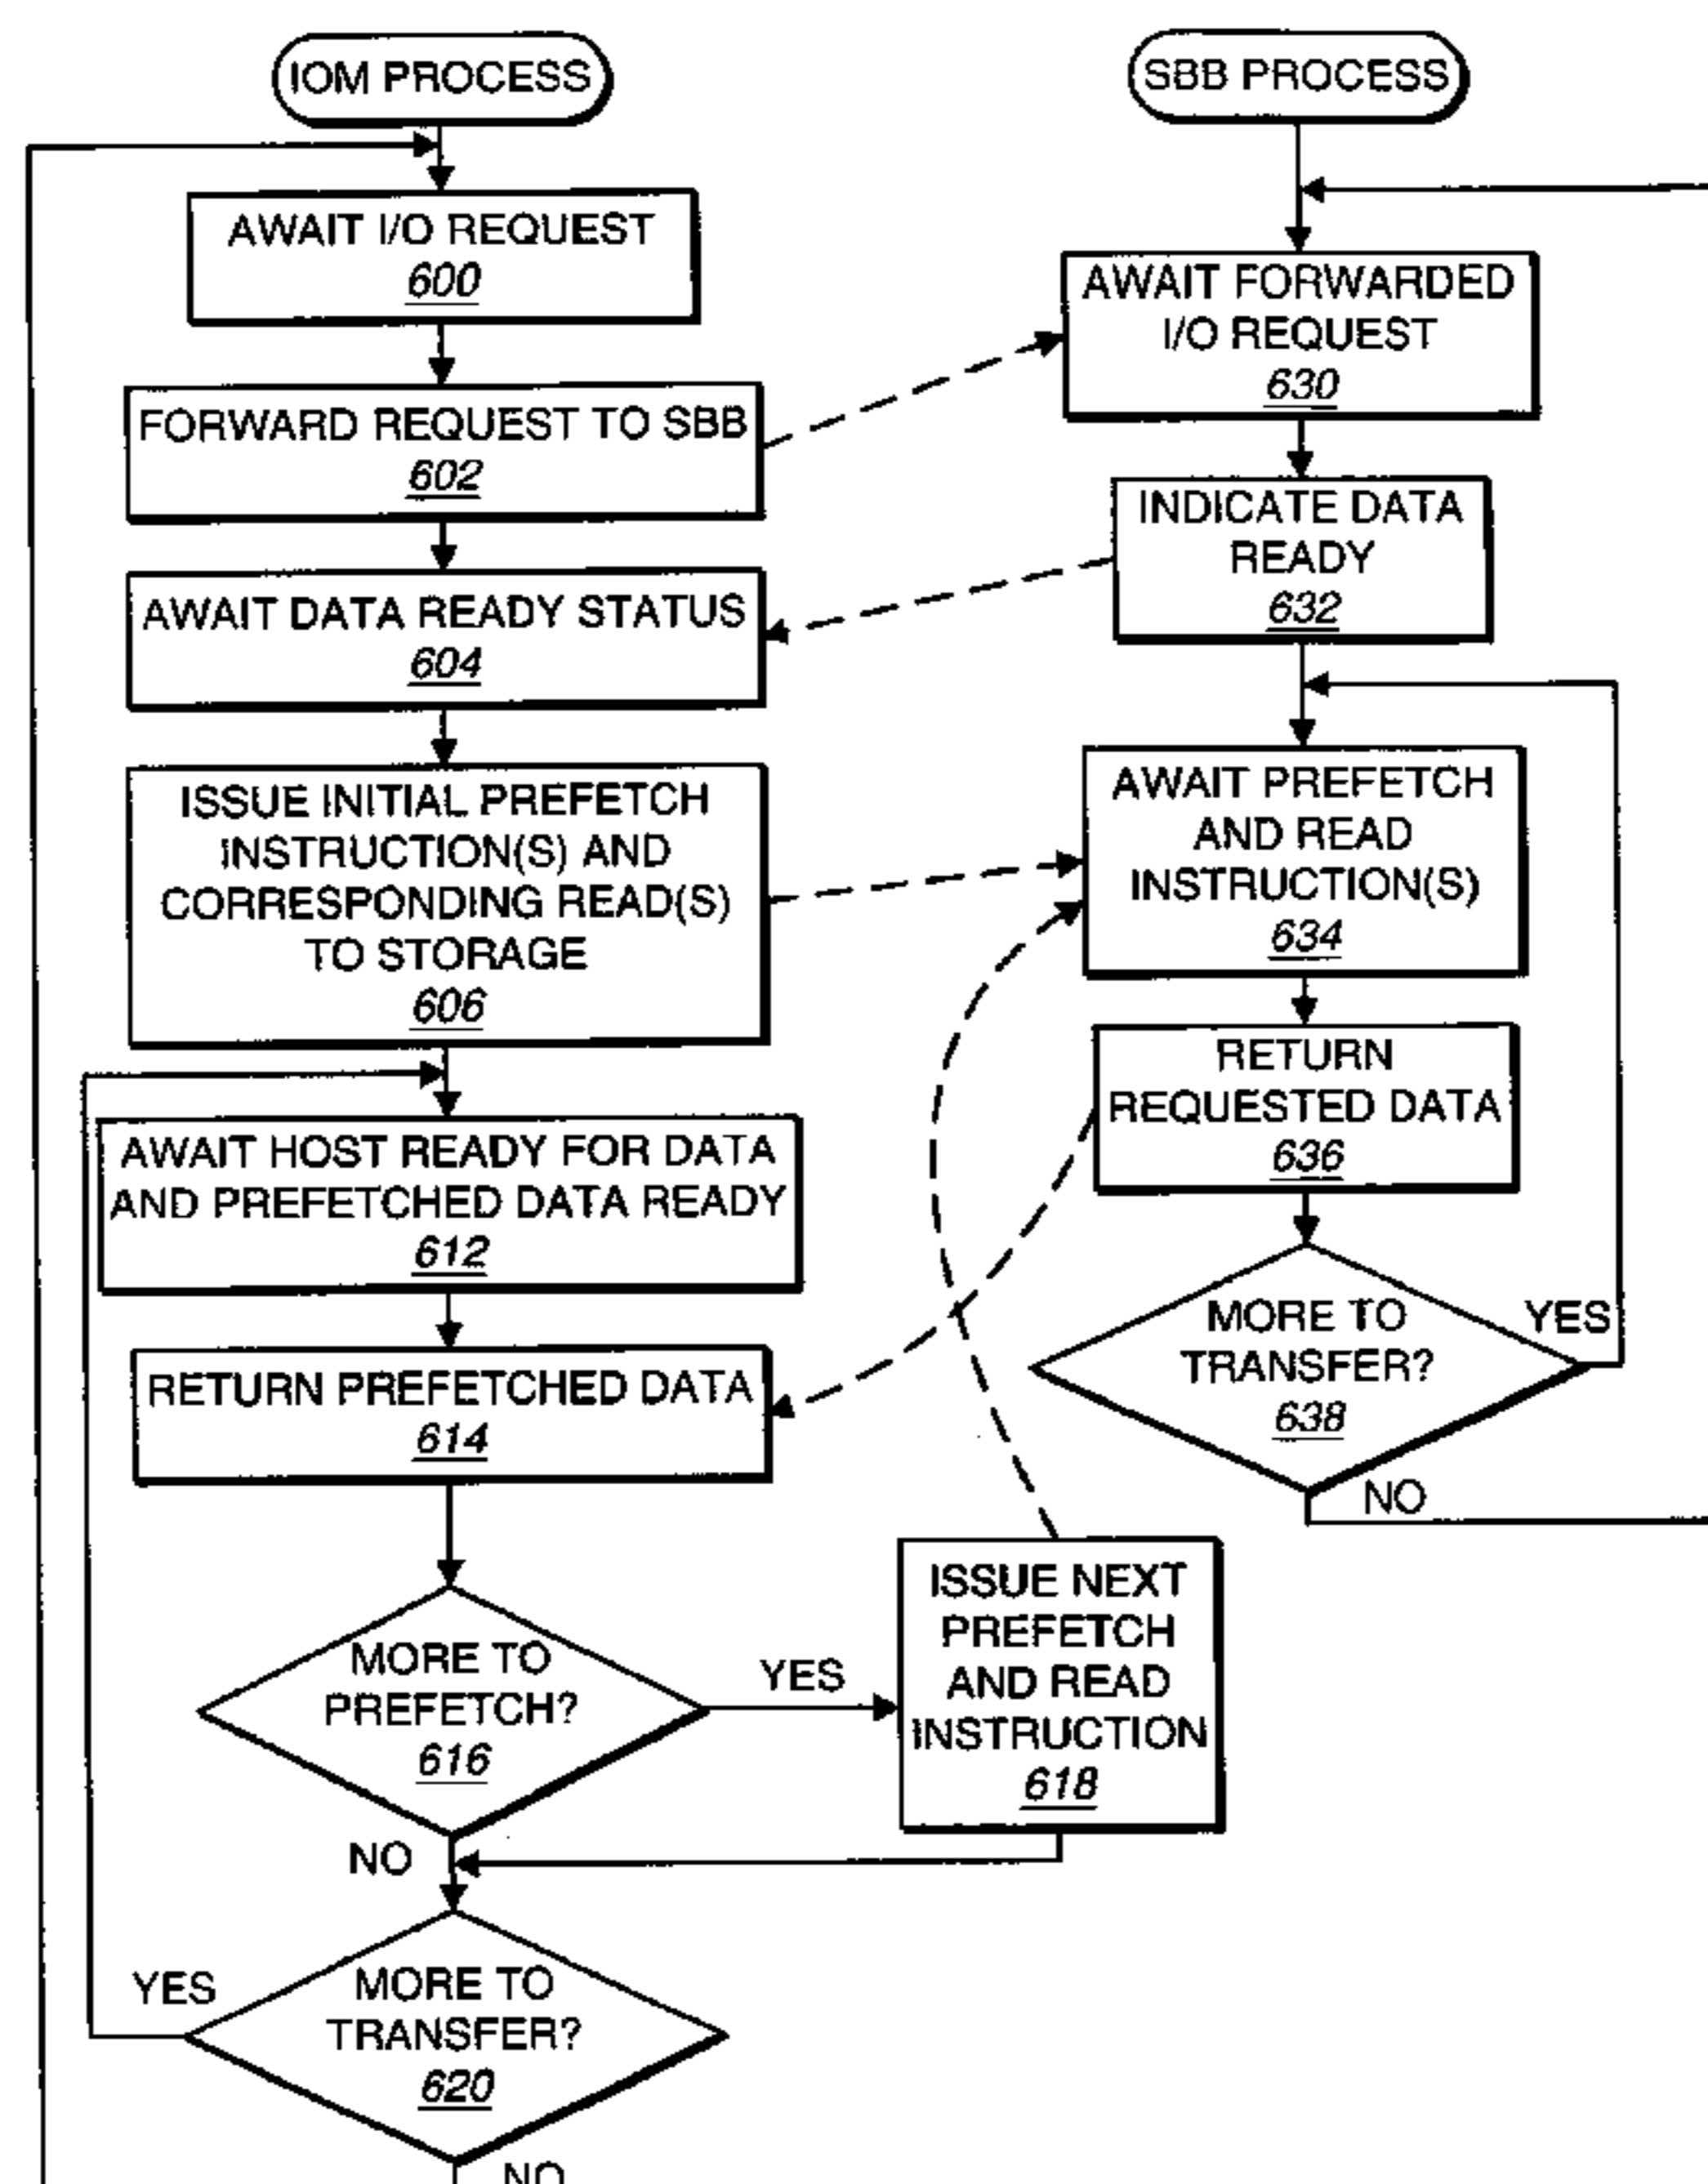 IOM PROCESS
AWAIT I/O REQUEST
600
FORWARD REQUEST TO SBB
602
AWAIT DATA READY STATUS
604
ISSUE INITIAL PREFETCH
INSTRUCTION(S) AND
CORRESPONDING READ(S)
TO STORAGE
606
AWAIT HOST READY FOR DATA
AND PREFETCHED DATA READY
612
RETURN PREFETCHED DATA
614
MORE TO
PREFETCH?
616
YES
NO
ISSUE NEXT
PREFETCH
AND READ
INSTRUCTION
618
MORE TO
TRANSFER?
620
YES
NO
SBB PROCESS
AWAIT FORWARDED
I/O REQUEST
630
INDICATE DATA
READY
632
AWAIT PREFETCH
AND READ
INSTRUCTION(S)
634
RETURN
REQUESTED DATA
636
MORE TO
TRANSFER?
638
YES
NO